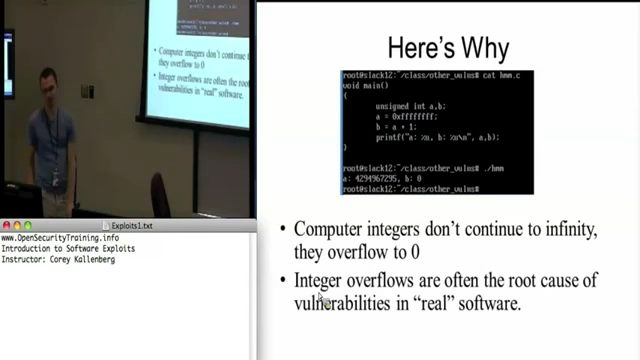 Computer integers don't continue to
they overflow to 0
Integer overflows are often the root
vulnerabilities in "real" software.
Exploits1.txt
www.OpenSecurityTraining.info
Introduction to Software Exploits
Instructor: Corey Kallenberg
Here's Why
root@slack12:~/class/other_vulns# cat hmm.c
void main()
{
unsigned int a,b;
a = 0xffffffff;
b = a + 1;
printf("a: %u, b: %u\n", a,b);
}
root@slack12:~/class/other_vulns# ./hmm
a: 4294967295, b: 0
root@slack12:~/class/other_vulns#
Computer integers don't continue to infinity,
they overflow to 0
Integer overflows are often the root cause of
vulnerabilities in "real" software.